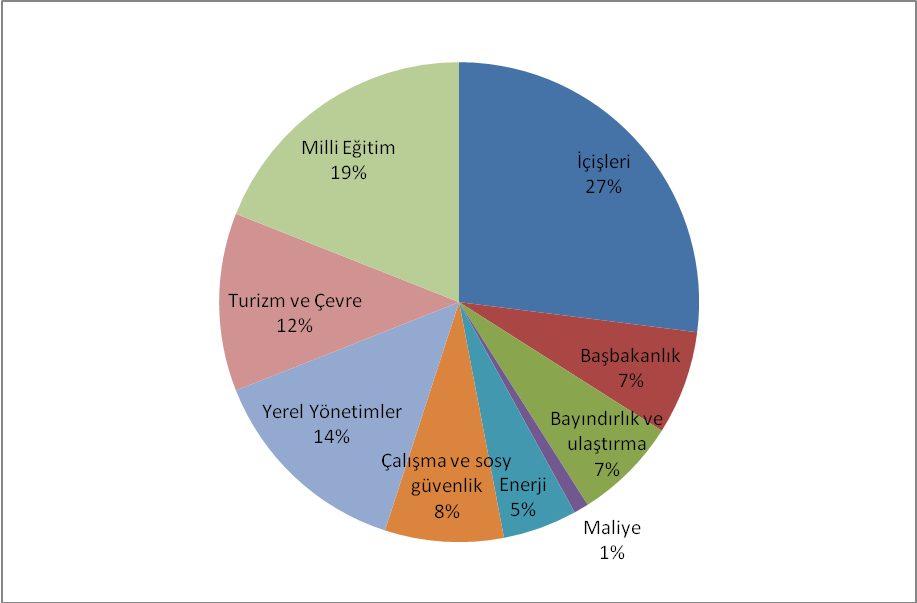 Milli Eğitim
19%
İçişleri
27%
Turizm ve Çevre
12%
Başbakanlık
7%
Yerel Yönetimler
14%
Bayındırlık ve
ulaştırma
7%
Çalışma ve sosy
güvenlik
8%
Enerji
5%
Maliye
1%